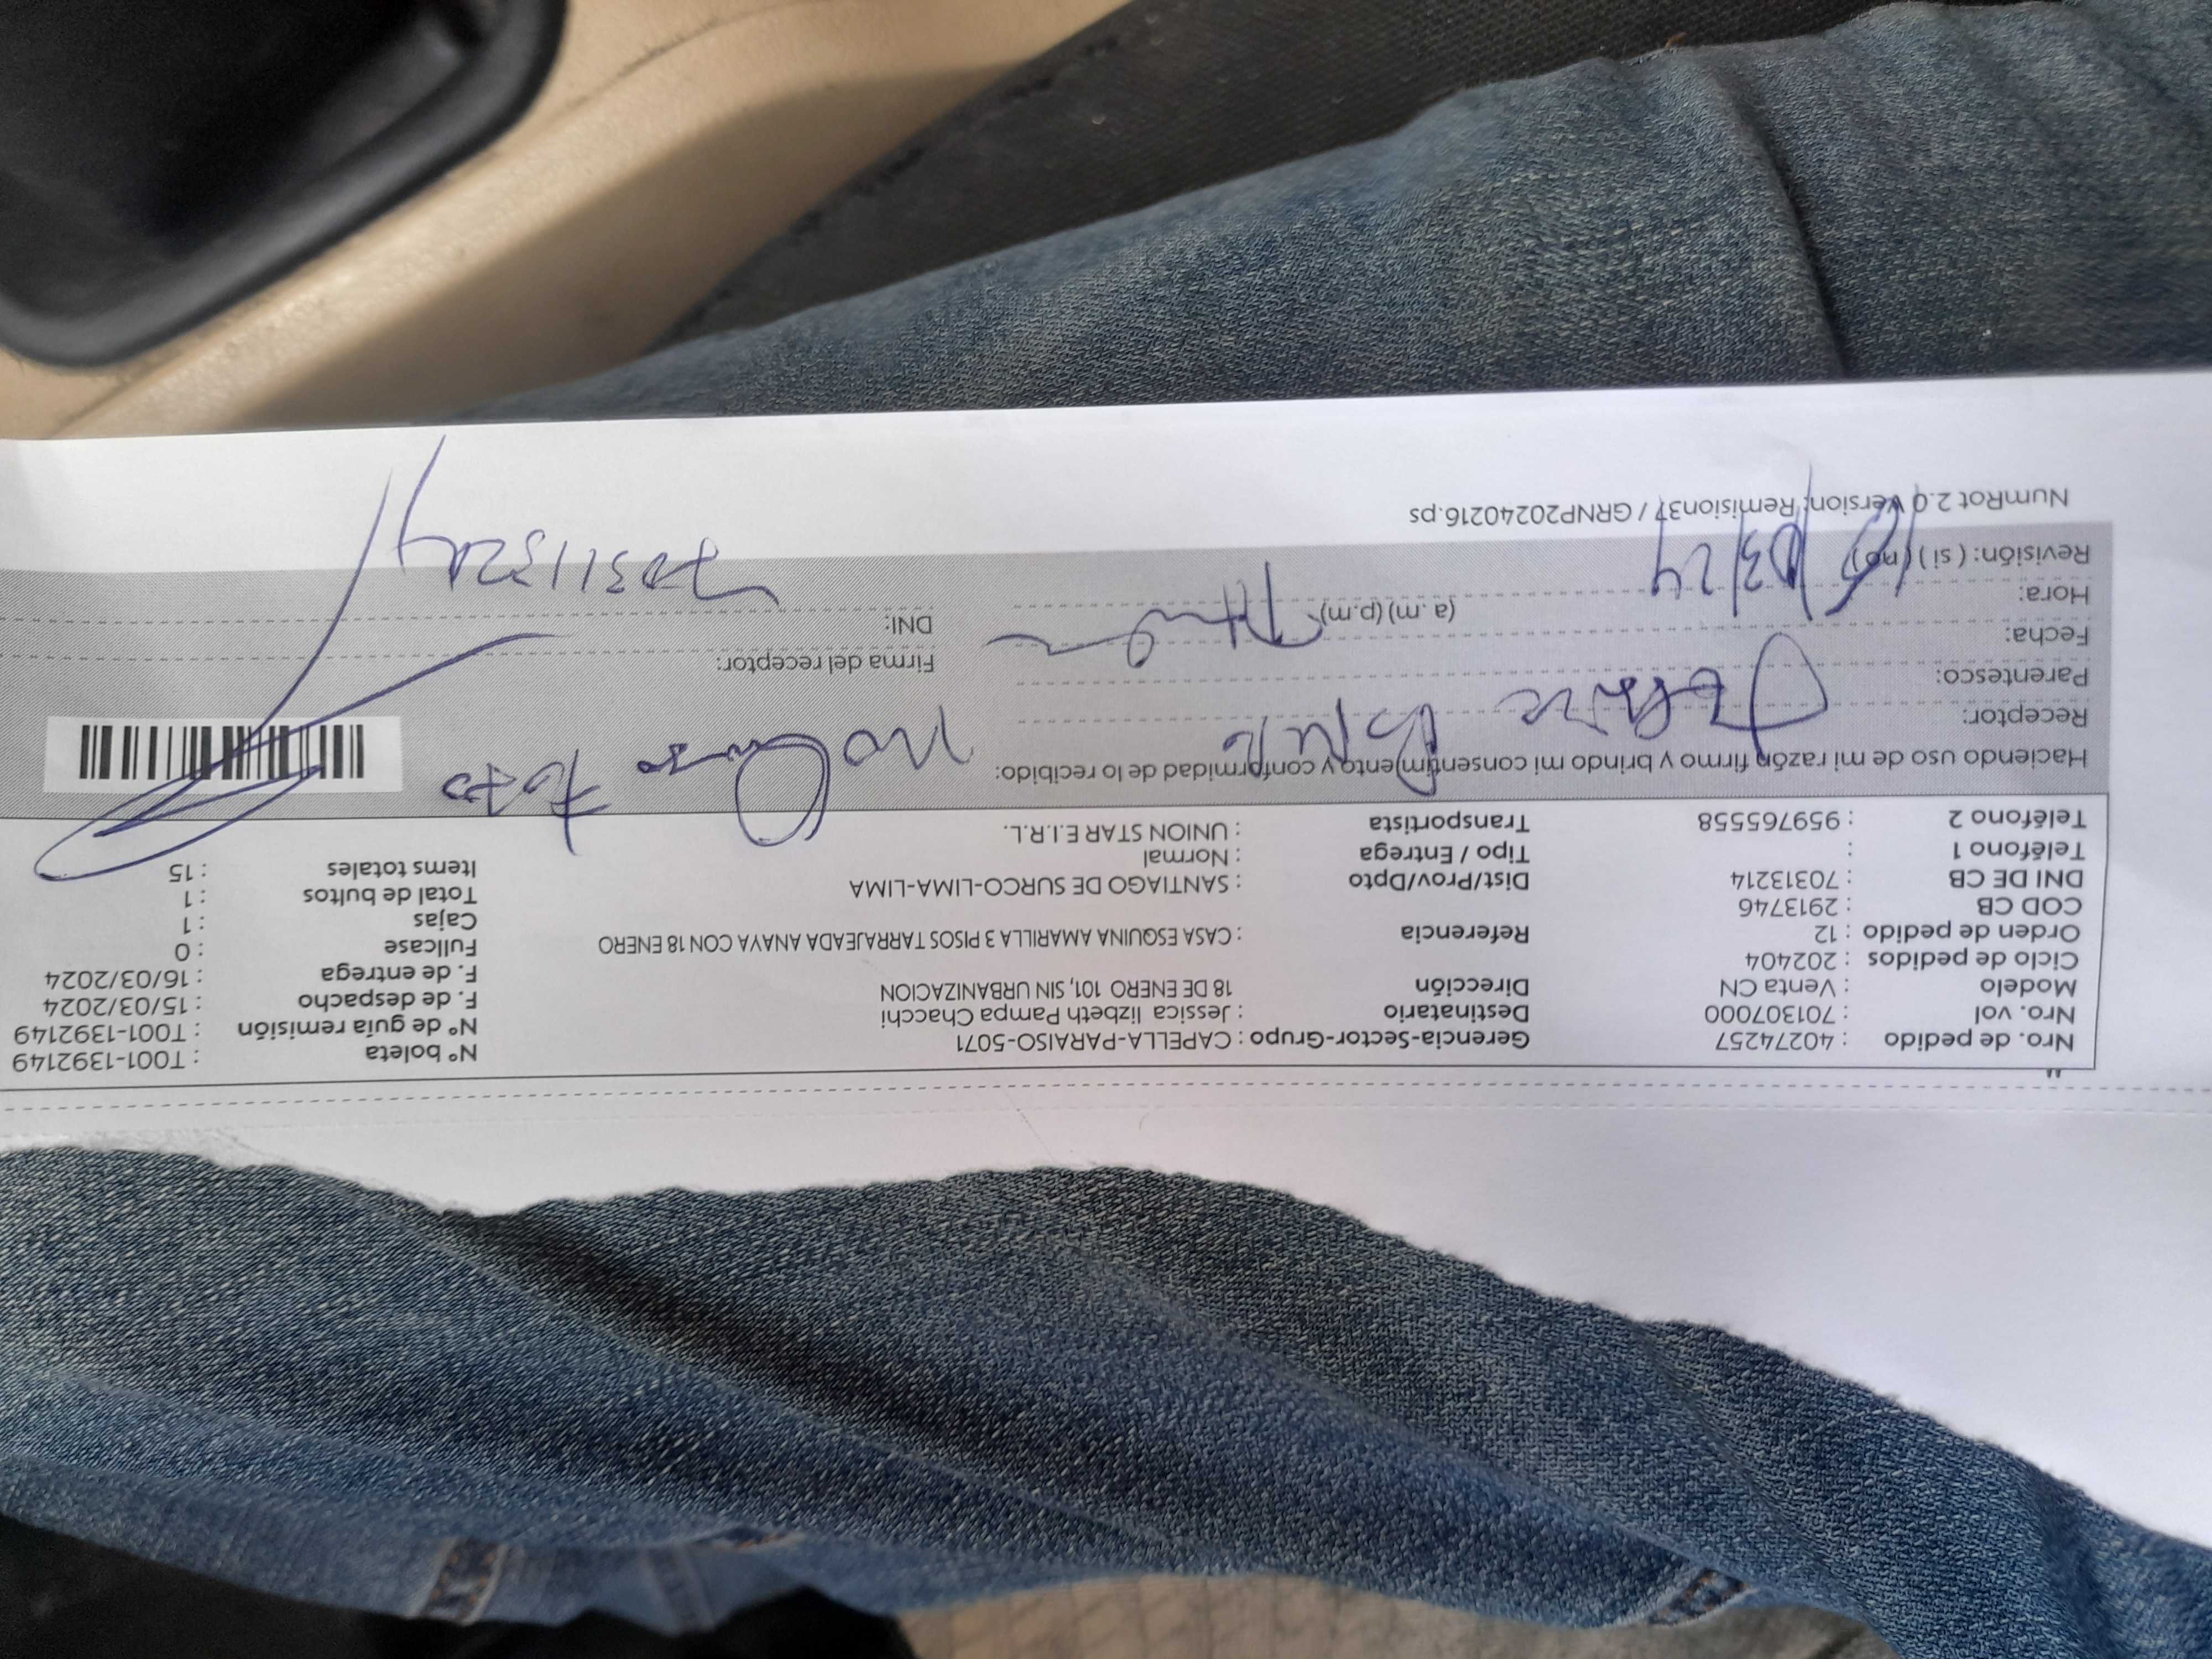 Nro. de pedido : 40274257 Gerencia-Sector-Grupo : CAPELLA-PARAISO-5071 N° boleta : T001-1392149
Nro. vol : 701307000 Destinatario : Jessica lizbeth Pampa Chacchi N° de guía remisión : T001-1392149
Modelo : Venta CN Dirección 18 DE ENERO 101, SIN URBANIZACION F. de despacho : 15/03/2024
Ciclo de pedidos : 202404 F. de entrega : 16/03/2024
Orden de pedido : 12 Referencia : CASA ESQUINA AMARILLA 3 PISOS TARRAJEADA ANAYA CON 18 ENERO Fullcase : 0
COD CB : 2913746 Cajas : 1
DNI DE CB : 70313214 Dist/Prov/Dpto : SANTIAGO DE SURCO-LIMA-LIMA Total de bultos : 1
Teléfono 1 : Tipo / Entrega : Normal Items totales : 15
Teléfono 2 : 959765558 Transportista : UNION STAR E.I.R.L.
Haciendo uso de mi razón firmo y brindo mi consentimiento y conformidad de lo recibido:
Receptor: No foto
Parentesco: Firma del receptor:
Fecha: DNI:
Hora: (a.m) (p.m)
Revisión: ( si ) ( no ) /03/24
NumRot 2.0 Version: Remision37 / GRNP20240216.ps